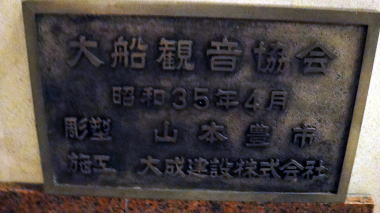 大船観音協会
昭和35年4月
彫塑 山本豊市
施工 大成建設株式会社